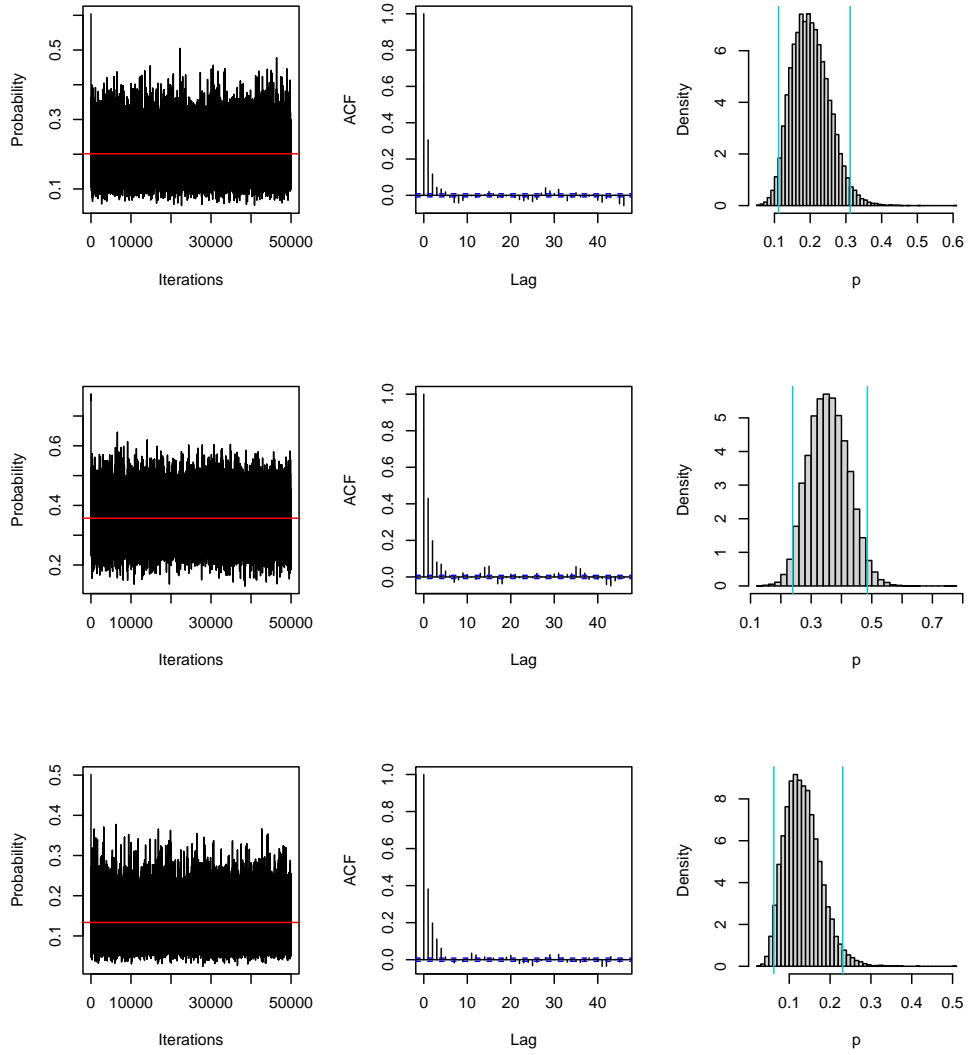 Probability
0.1
0.3
0.5
0 10000 30000 50000
Iterations
ACF
0.0 0.2 0.4 0.6 0.8 1.0
0 20 40
Lag
Density
0 2 4 6
0.1 0.2 0.3 0.4 0.5 0.6
p
Probability
0.2 0.4 0.6
0 10000 30000 50000
Iterations
ACF
0.0 0.2 0.4 0.6 0.8 1.0
0 20 40
Lag
Density
0 1 2 3 4 5
0.1 0.3 0.5 0.7
p
Probability
0.1 0.2 0.3 0.4 0.5
0 10000 30000 50000
Iterations
ACF
0.0 0.2 0.4 0.6 0.8 1.0
0 20 40
Lag
Density
0 2 4 6 8
0.1 0.2 0.3 0.4 0.5
p